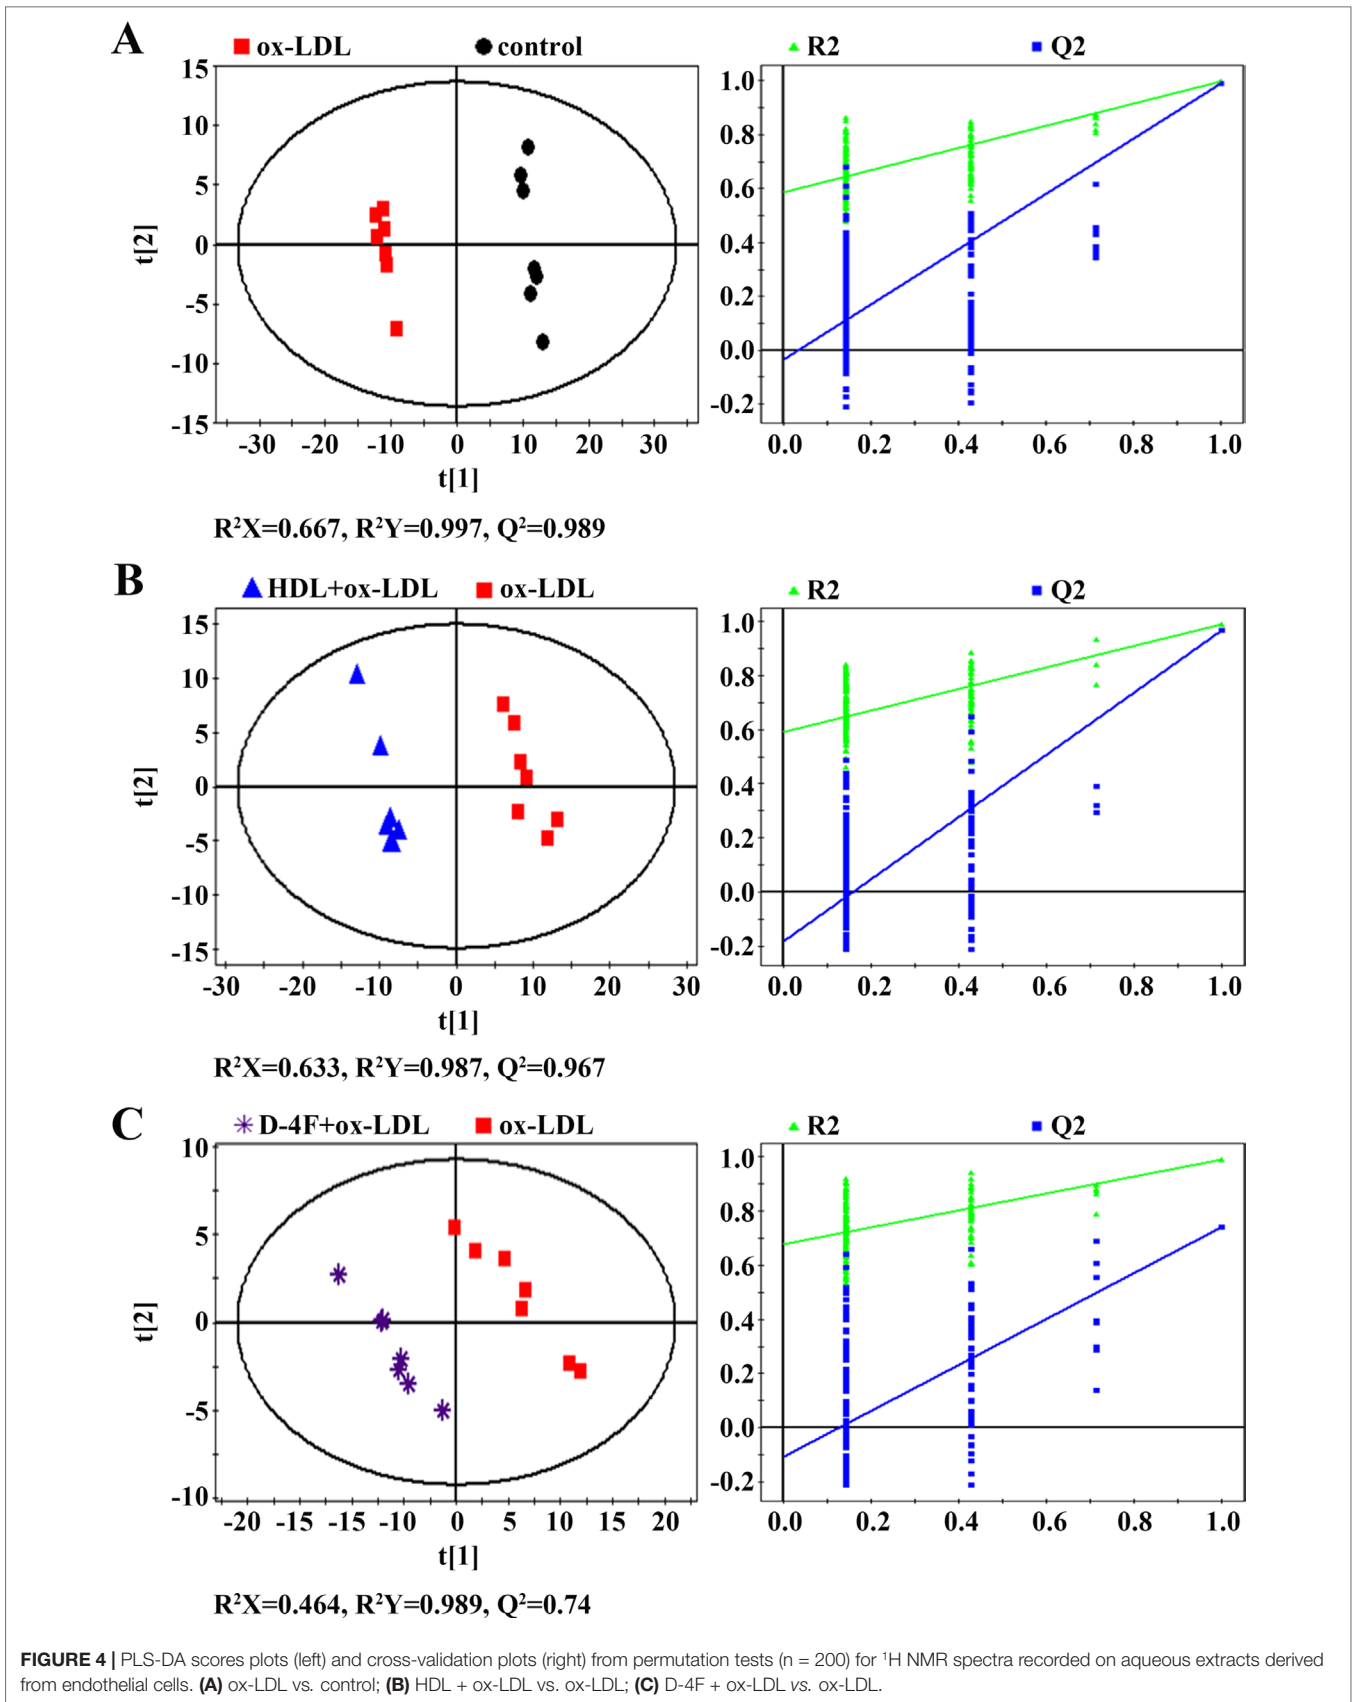 A
ox-LDL control
R2 Q2
15
10
5
0
-5
-10
-15
t[2]
-30 -20 -10 0 10 20 30
t[1]
1.0
0.8
0.6
0.4
0.2
0.0
-0.2
0.0 0.2 0.4 0.6 0.8 1.0
R²X=0.667, R²Y=0.997, Q²=0.989
B
HDL+ox-LDL ox-LDL
R2 Q2
15
10
5
0
-5
-10
-15
t[2]
-30 -20 -10 0 10 20 30
t[1]
1.0
0.8
0.6
0.4
0.2
0.0
-0.2
0.0 0.2 0.4 0.6 0.8 1.0
R²X=0.633, R²Y=0.987, Q²=0.967
C
D-4F+ox-LDL ox-LDL
R2 Q2
10
5
0
-5
-10
t[2]
-20 -15 -15 -10 0 5 10 15 20
t[1]
1.0
0.8
0.6
0.4
0.2
0.0
-0.2
0.0 0.2 0.4 0.6 0.8 1.0
R²X=0.464, R²Y=0.989, Q²=0.74
FIGURE 4 | PLS-DA scores plots (left) and cross-validation plots (right) from permutation tests (n = 200) for ¹H NMR spectra recorded on aqueous extracts derived
from endothelial cells. (A) ox-LDL vs. control; (B) HDL + ox-LDL vs. ox-LDL; (C) D-4F + ox-LDL vs. ox-LDL.